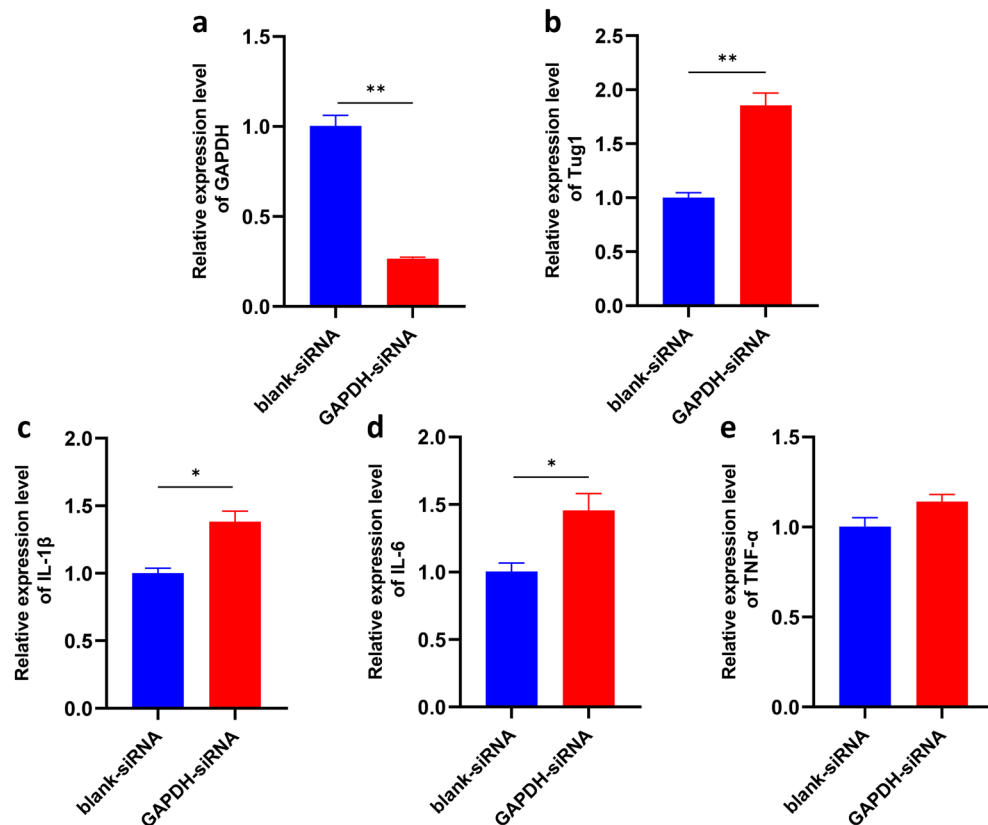 a
Relative expression level
of GAPDH
1.5
1.0
0.5
0.0
**
blank-siRNA
GAPDH-siRNA
b
Relative expression level
of Tug1
2.5
2.0
1.5
1.0
0.5
0.0
**
blank-siRNA
GAPDH-siRNA
c
Relative expression level
of IL-1β
2.0
1.5
1.0
0.5
0.0
*
blank-siRNA
GAPDH-siRNA
d
Relative expression level
of IL-6
2.0
1.5
1.0
0.5
0.0
*
blank-siRNA
GAPDH-siRNA
e
Relative expression level
of TNF-α
1.5
1.0
0.5
0.0
blank-siRNA
GAPDH-siRNA